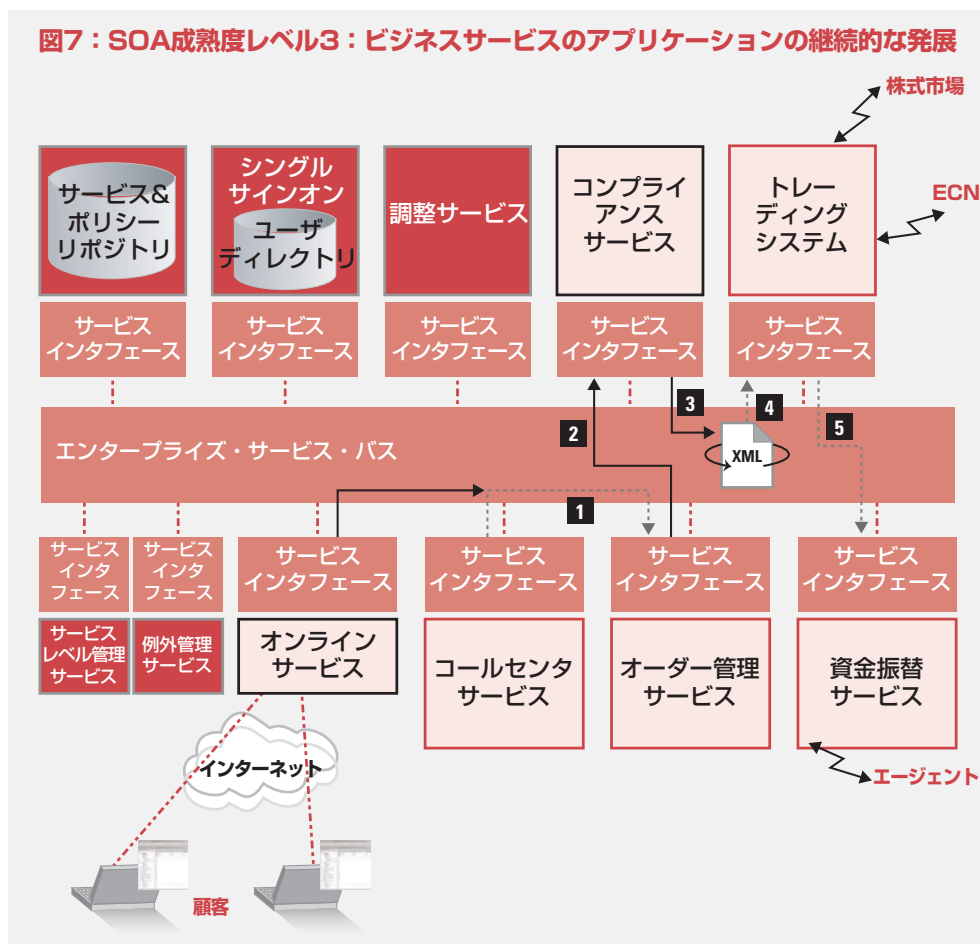 図7：SOA成熟度レベル3：ビジネスサービスのアプリケーションの継続的な発展
株式市場
ECN
サービス&
ポリシー
リポジトリ
シングル
サインオン
ユーザ
ディレクトリ
調整サービス
コンプライ
アンス
サービス
トレー
ディング
システム
サービス
インタフェース
サービス
インタフェース
サービス
インタフェース
サービス
インタフェース
サービス
インタフェース
エンタープライズ・サービス・バス
1
2
3
4
5
XML
サービス
インタ
フェース
サービス
インタ
フェース
サービス
インタフェース
サービス
インタフェース
サービス
インタフェース
サービス
インタフェース
サービス
レベル管理
サービス
例外管理
サービス
オンライン
サービス
コールセンタ
サービス
オーダー管理
サービス
資金振替
サービス
エージェント
インターネット
顧客